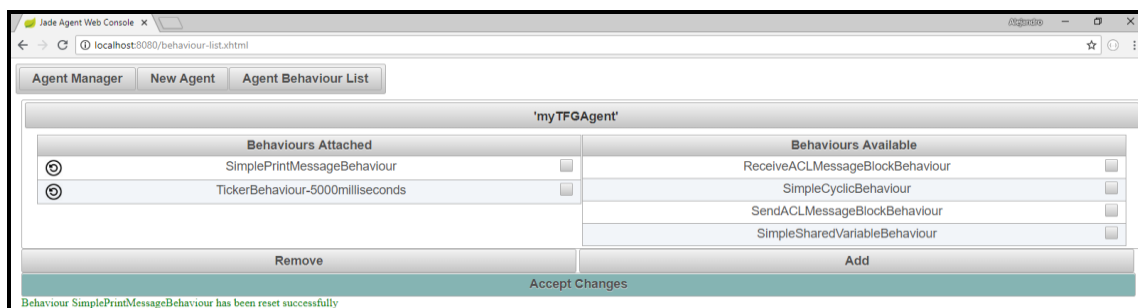 Jade Agent Web Console
Alejandro
localhost:8080/behaviour-list.xhtml
Agent Manager New Agent Agent Behaviour List
'myTFGAgent'
Behaviours Attached
SimplePrintMessageBehaviour
TickerBehaviour-5000milliseconds
Behaviours Available
ReceiveACLMessageBlockBehaviour
SimpleCyclicBehaviour
SendACLMessageBlockBehaviour
SimpleSharedVariableBehaviour
Remove Add
Accept Changes
Behaviour SimplePrintMessageBehaviour has been reset successfully